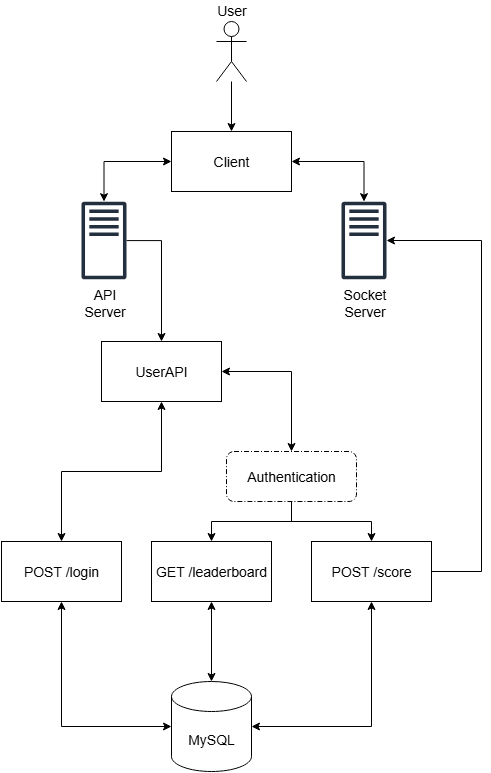 User
Client
API
Server
Socket
Server
UserAPI
Authentication
POST /login
GET /leaderboard
POST /score
MySQL